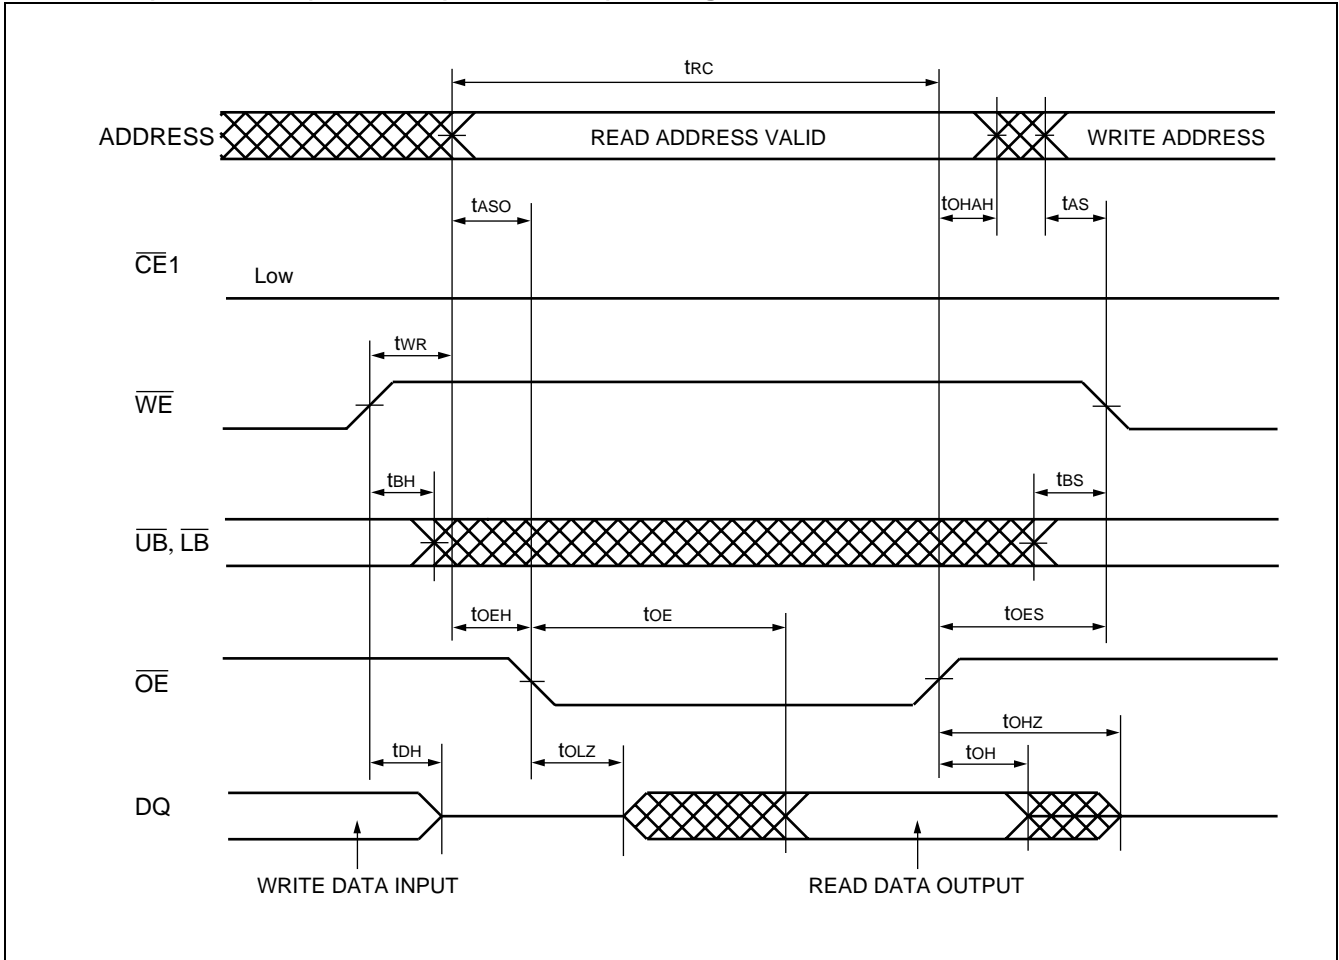 tRC
ADDRESS READ ADDRESS VALID WRITE ADDRESS
tASO tOHAH tAS
CE1
Low
tWR
WE
tBH tBS
UB, LB
tOEH tOE tOES
OE
tOHZ
tDH tOLZ tOH
DQ
WRITE DATA INPUT READ DATA OUTPUT